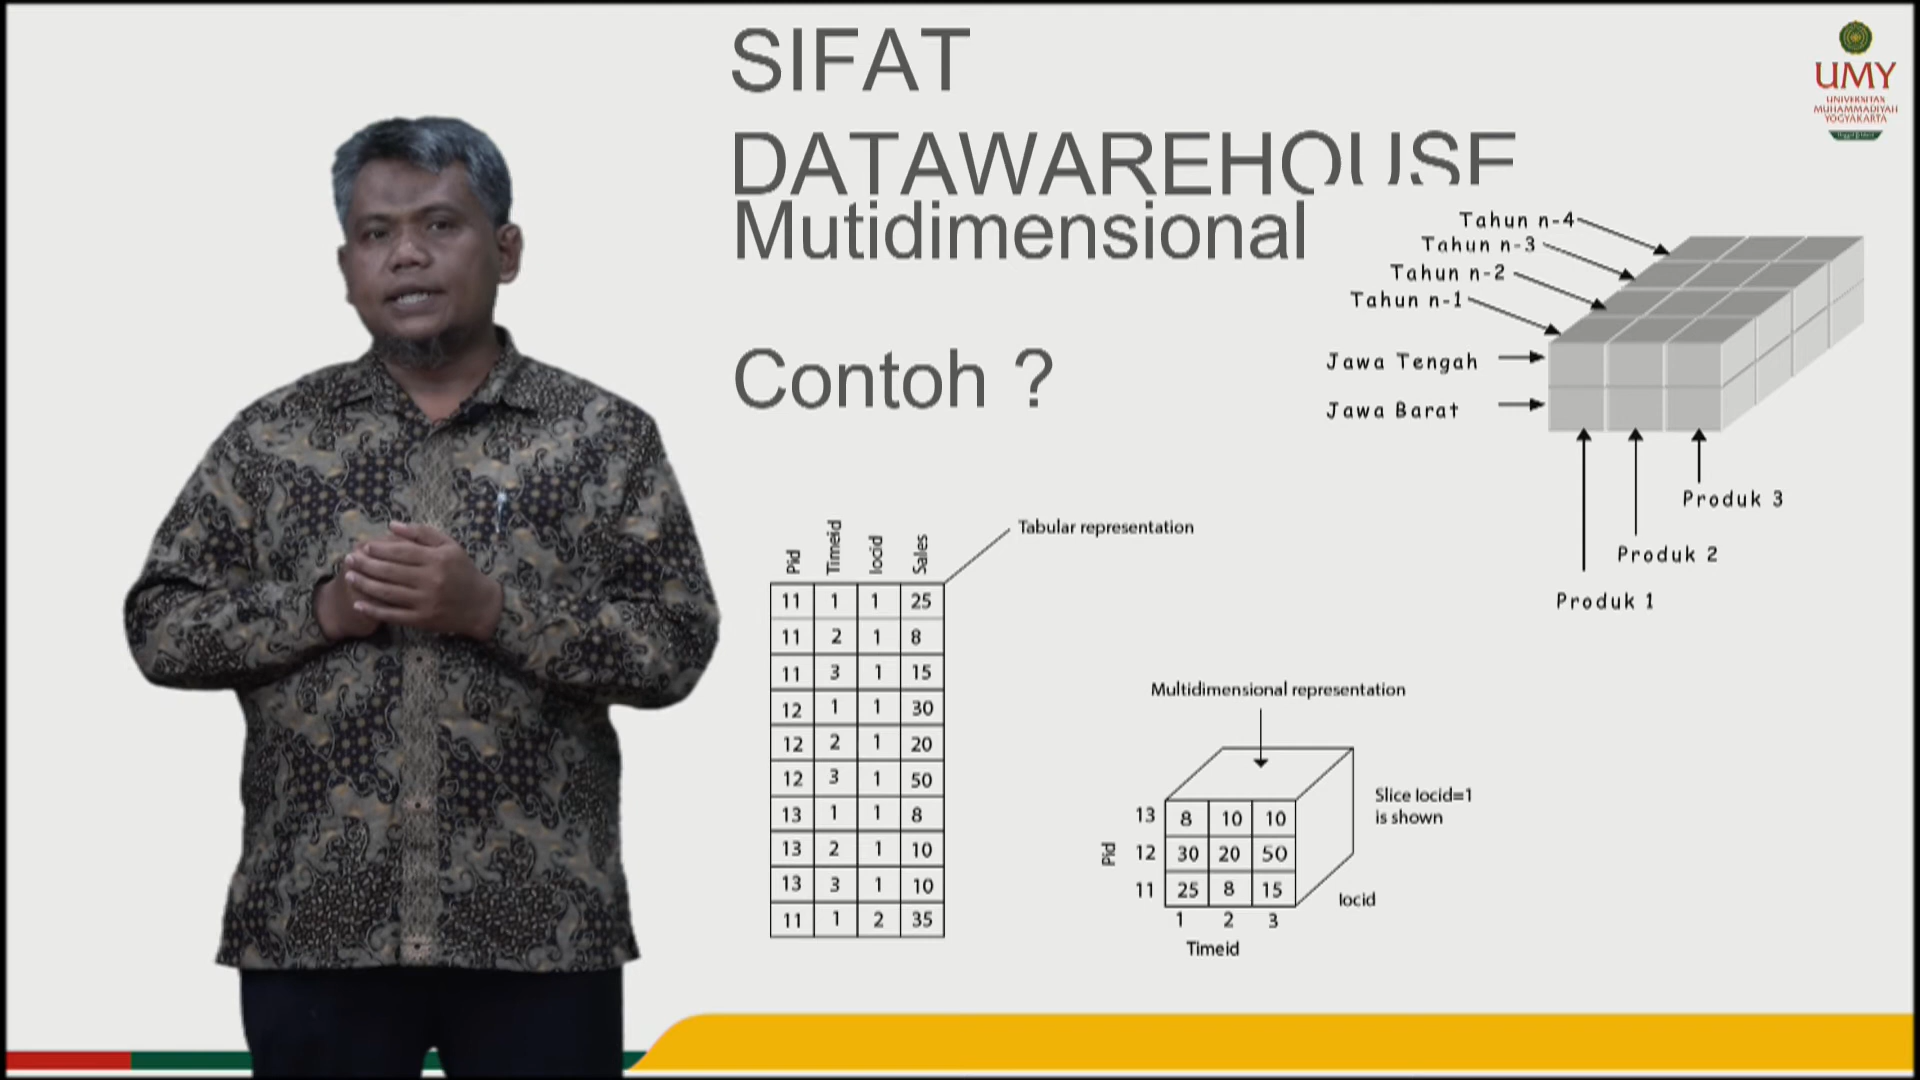 SIFAT
DATAWAREHOUSE
Mutidimensional
Contoh ?
UMY
UNIVERSITAS
MUHAMMADIYAH
YOGYAKARTA
Tahun n-4
Tahun n-3
Tahun n-2
Tahun n-1
Jawa Tengah
Jawa Barat
Produk 3
Produk 2
Produk 1
Tabular representation
Pid Timeid locid Sales
11 1 1 25
11 2 1 8
11 3 1 15
12 1 1 30
12 2 1 20
12 3 1 50
13 1 1 8
13 2 1 10
13 3 1 10
11 1 2 35
Multidimensional representation
Slice locid=1
is shown
13 8 10 10
Pid 12 30 20 50
11 25 8 15
locid
1 2 3
Timeid